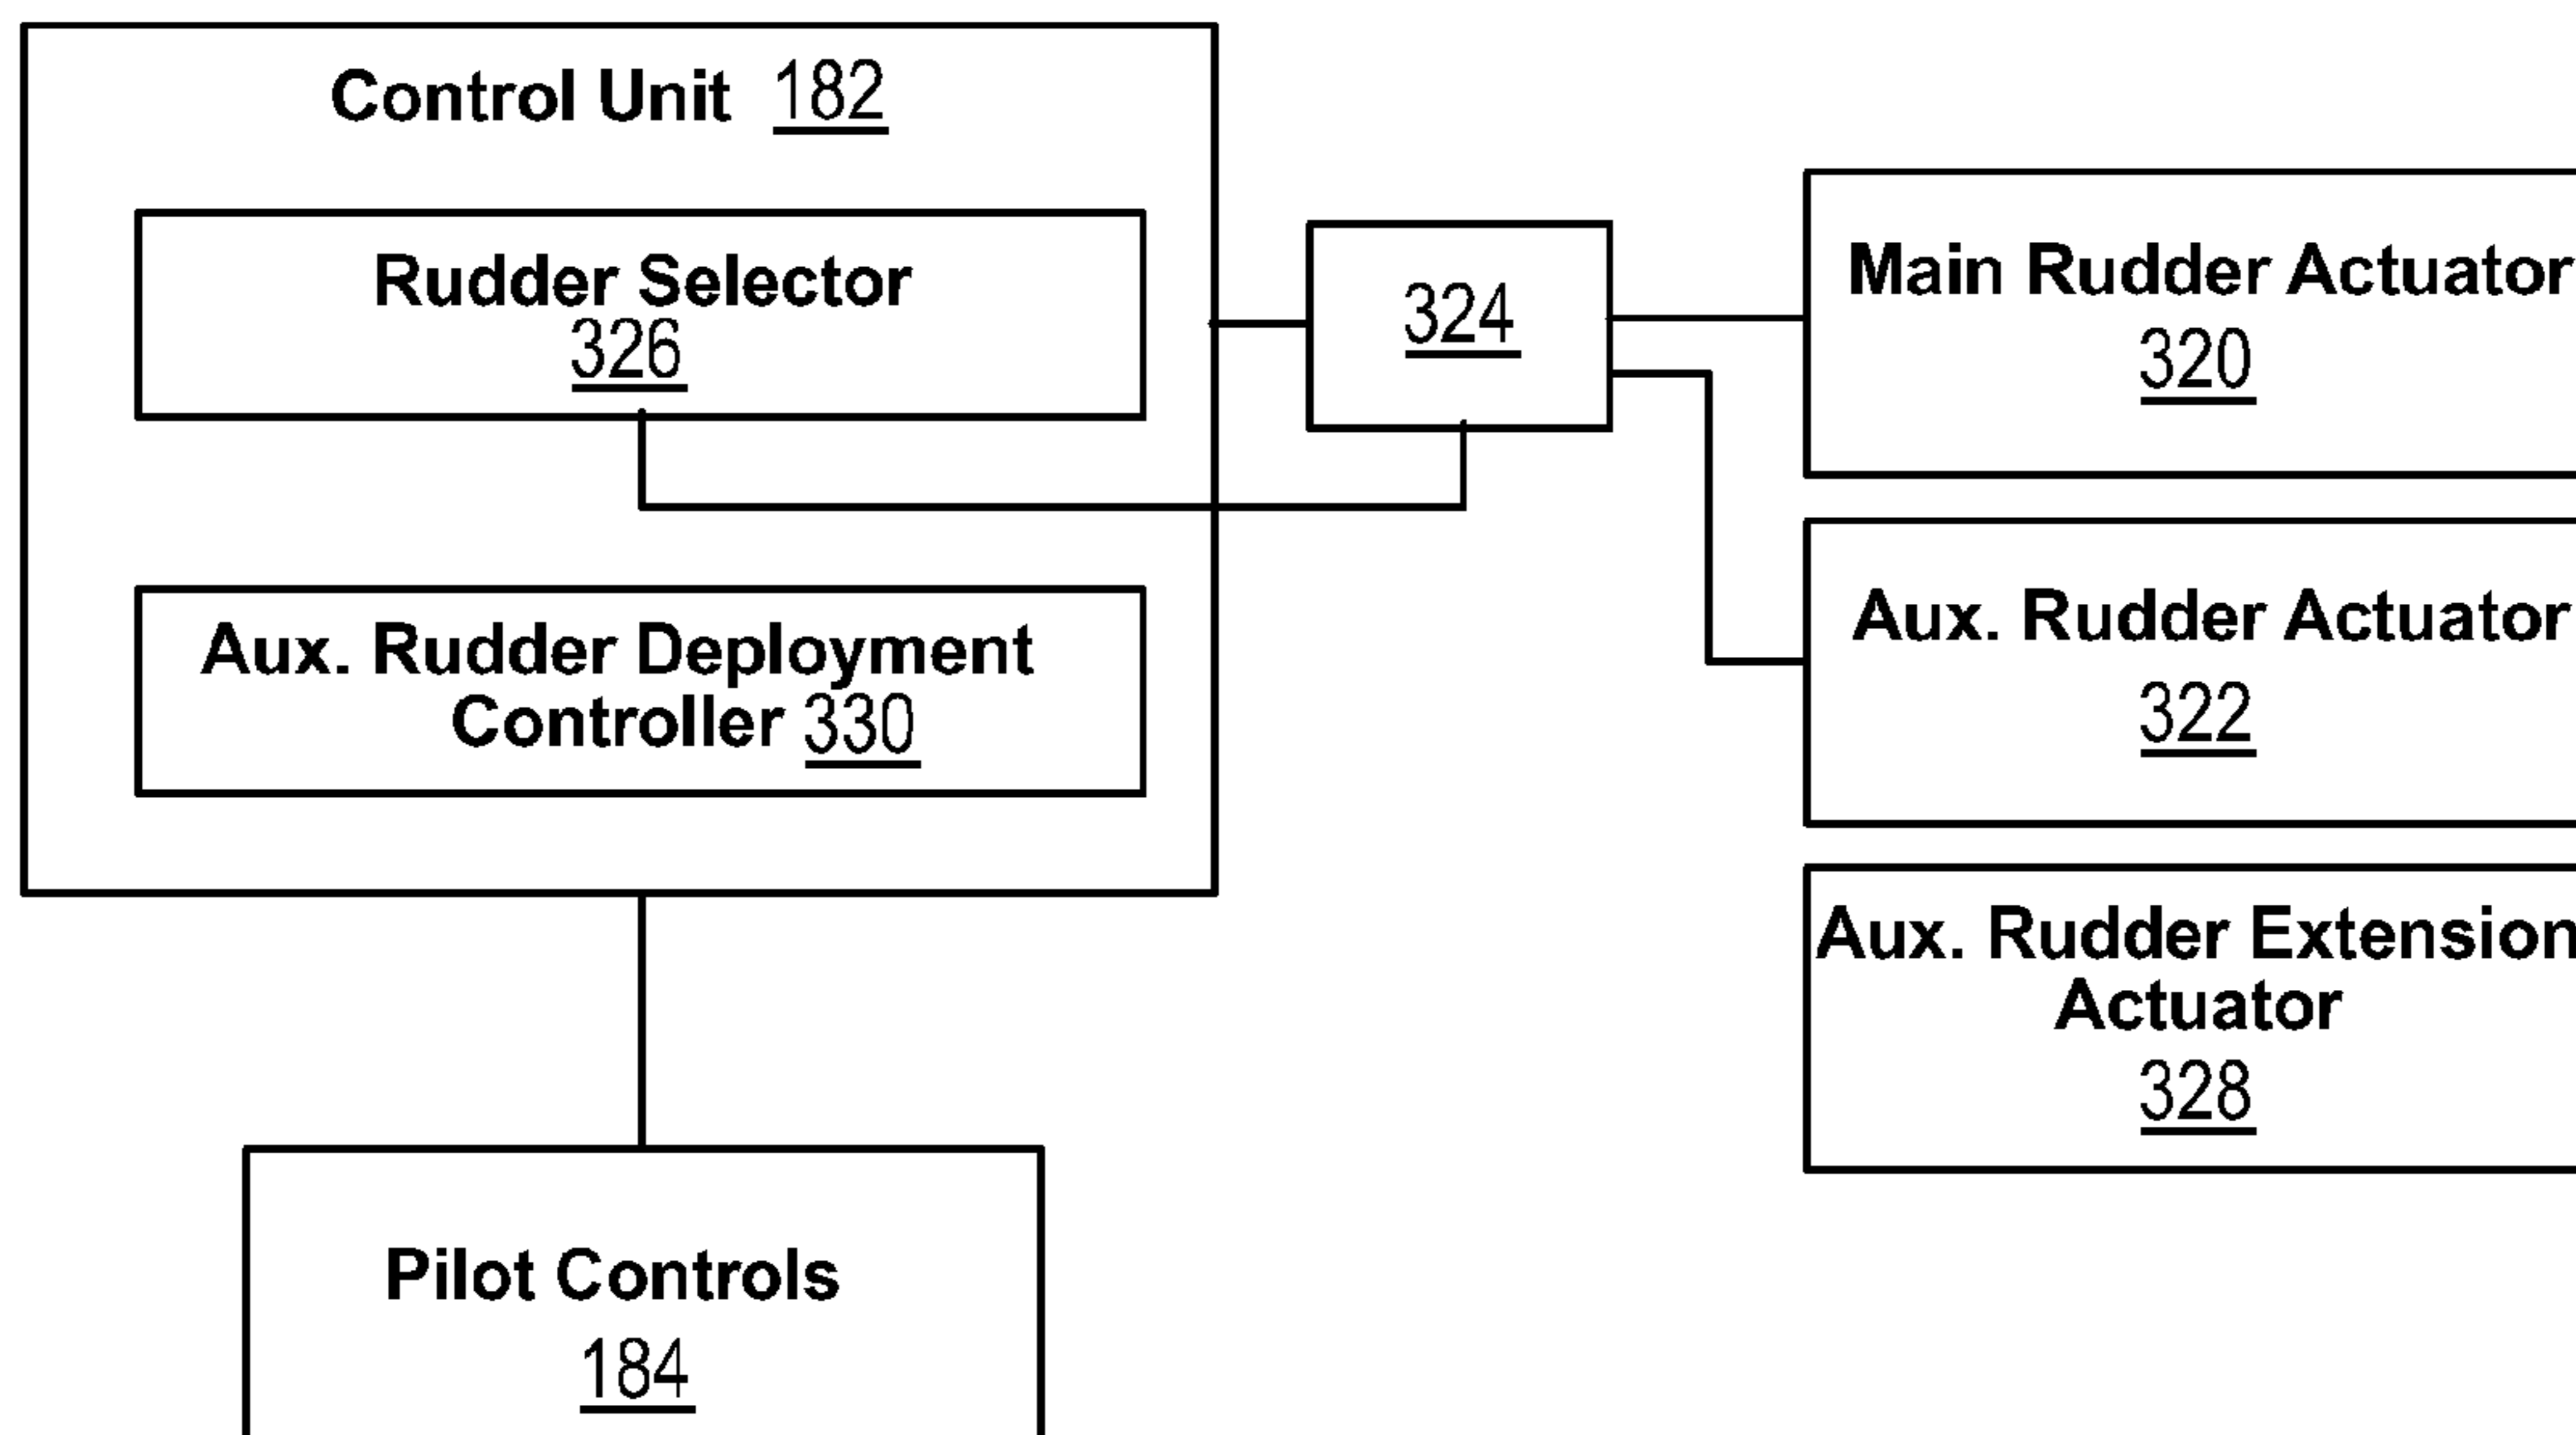 Control Unit 182
Rudder Selector
326
Aux. Rudder Deployment
Controller 330
324
Main Rudder Actuator
320
Aux. Rudder Actuator
322
Aux. Rudder Extension
Actuator
328
Pilot Controls
184